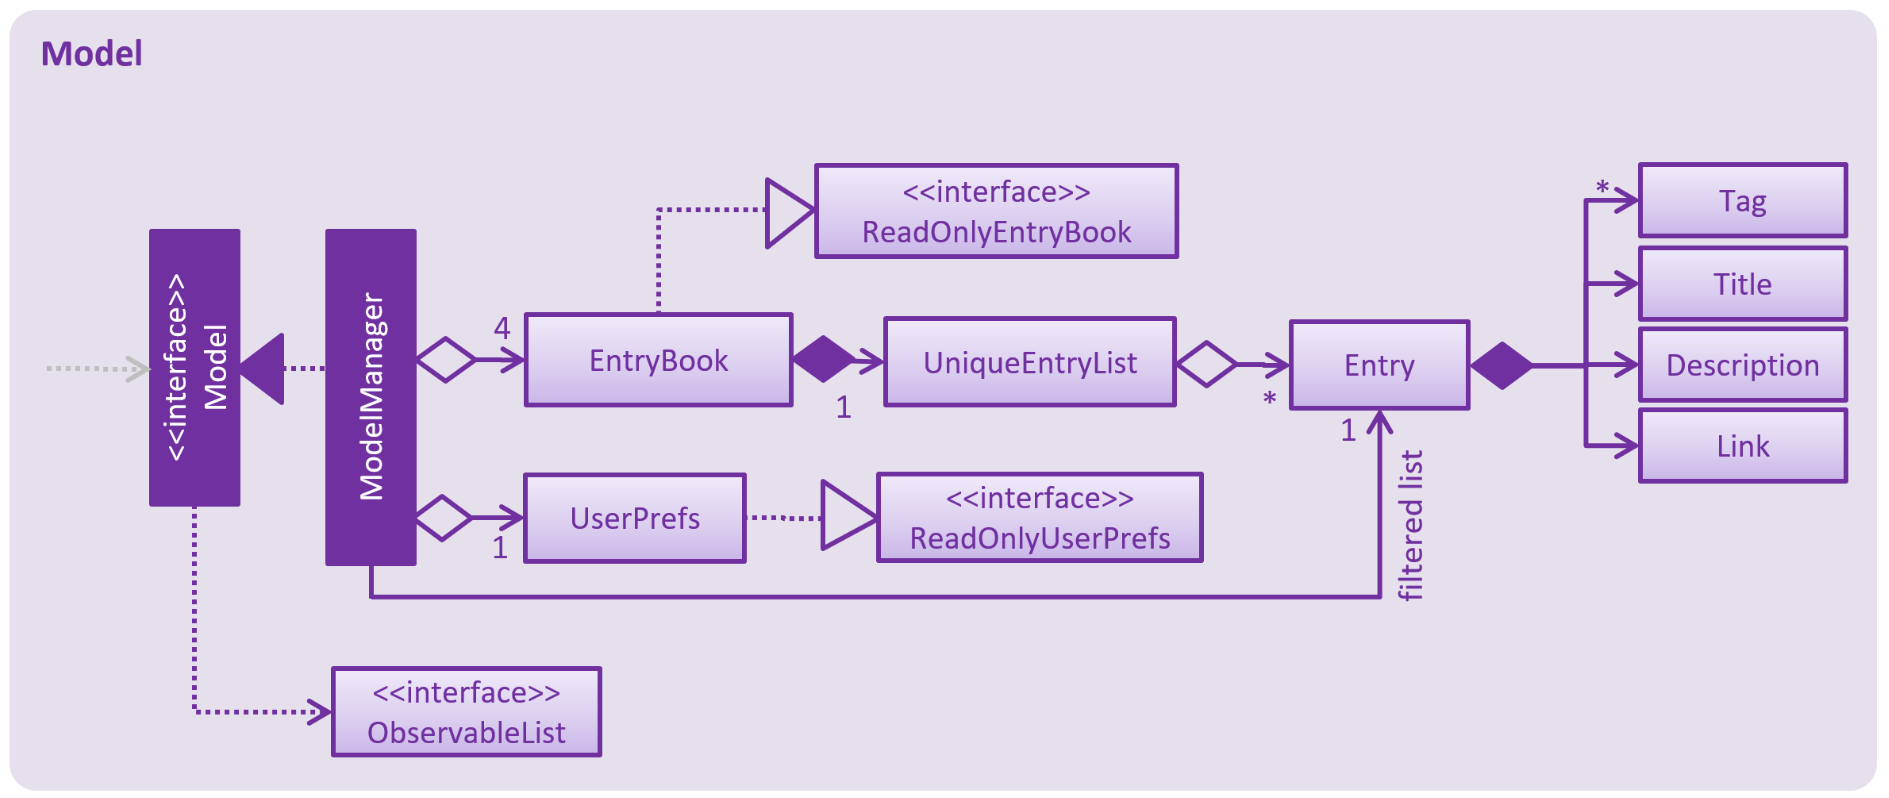 Model
<<interface>>
Model
ModelManager
4
EntryBook
1
UserPrefs
<<interface>>
ReadOnlyEntryBook
1
UniqueEntryList
*
<<interface>>
ReadOnlyUserPrefs
Entry
1
filtered list
*
Tag
Title
Description
Link
<<interface>>
ObservableList